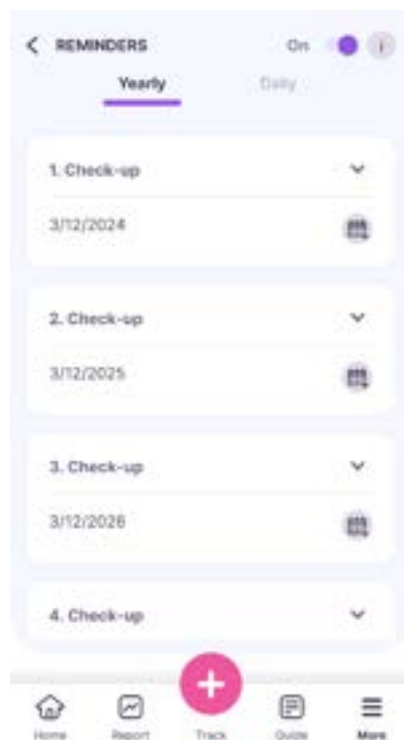 REMINDERS On i
Yearly Daily
1. Check-up
3/12/2024
2. Check-up
3/12/2025
3. Check-up
3/12/2026
4. Check-up
+
Home Report Track Guide More